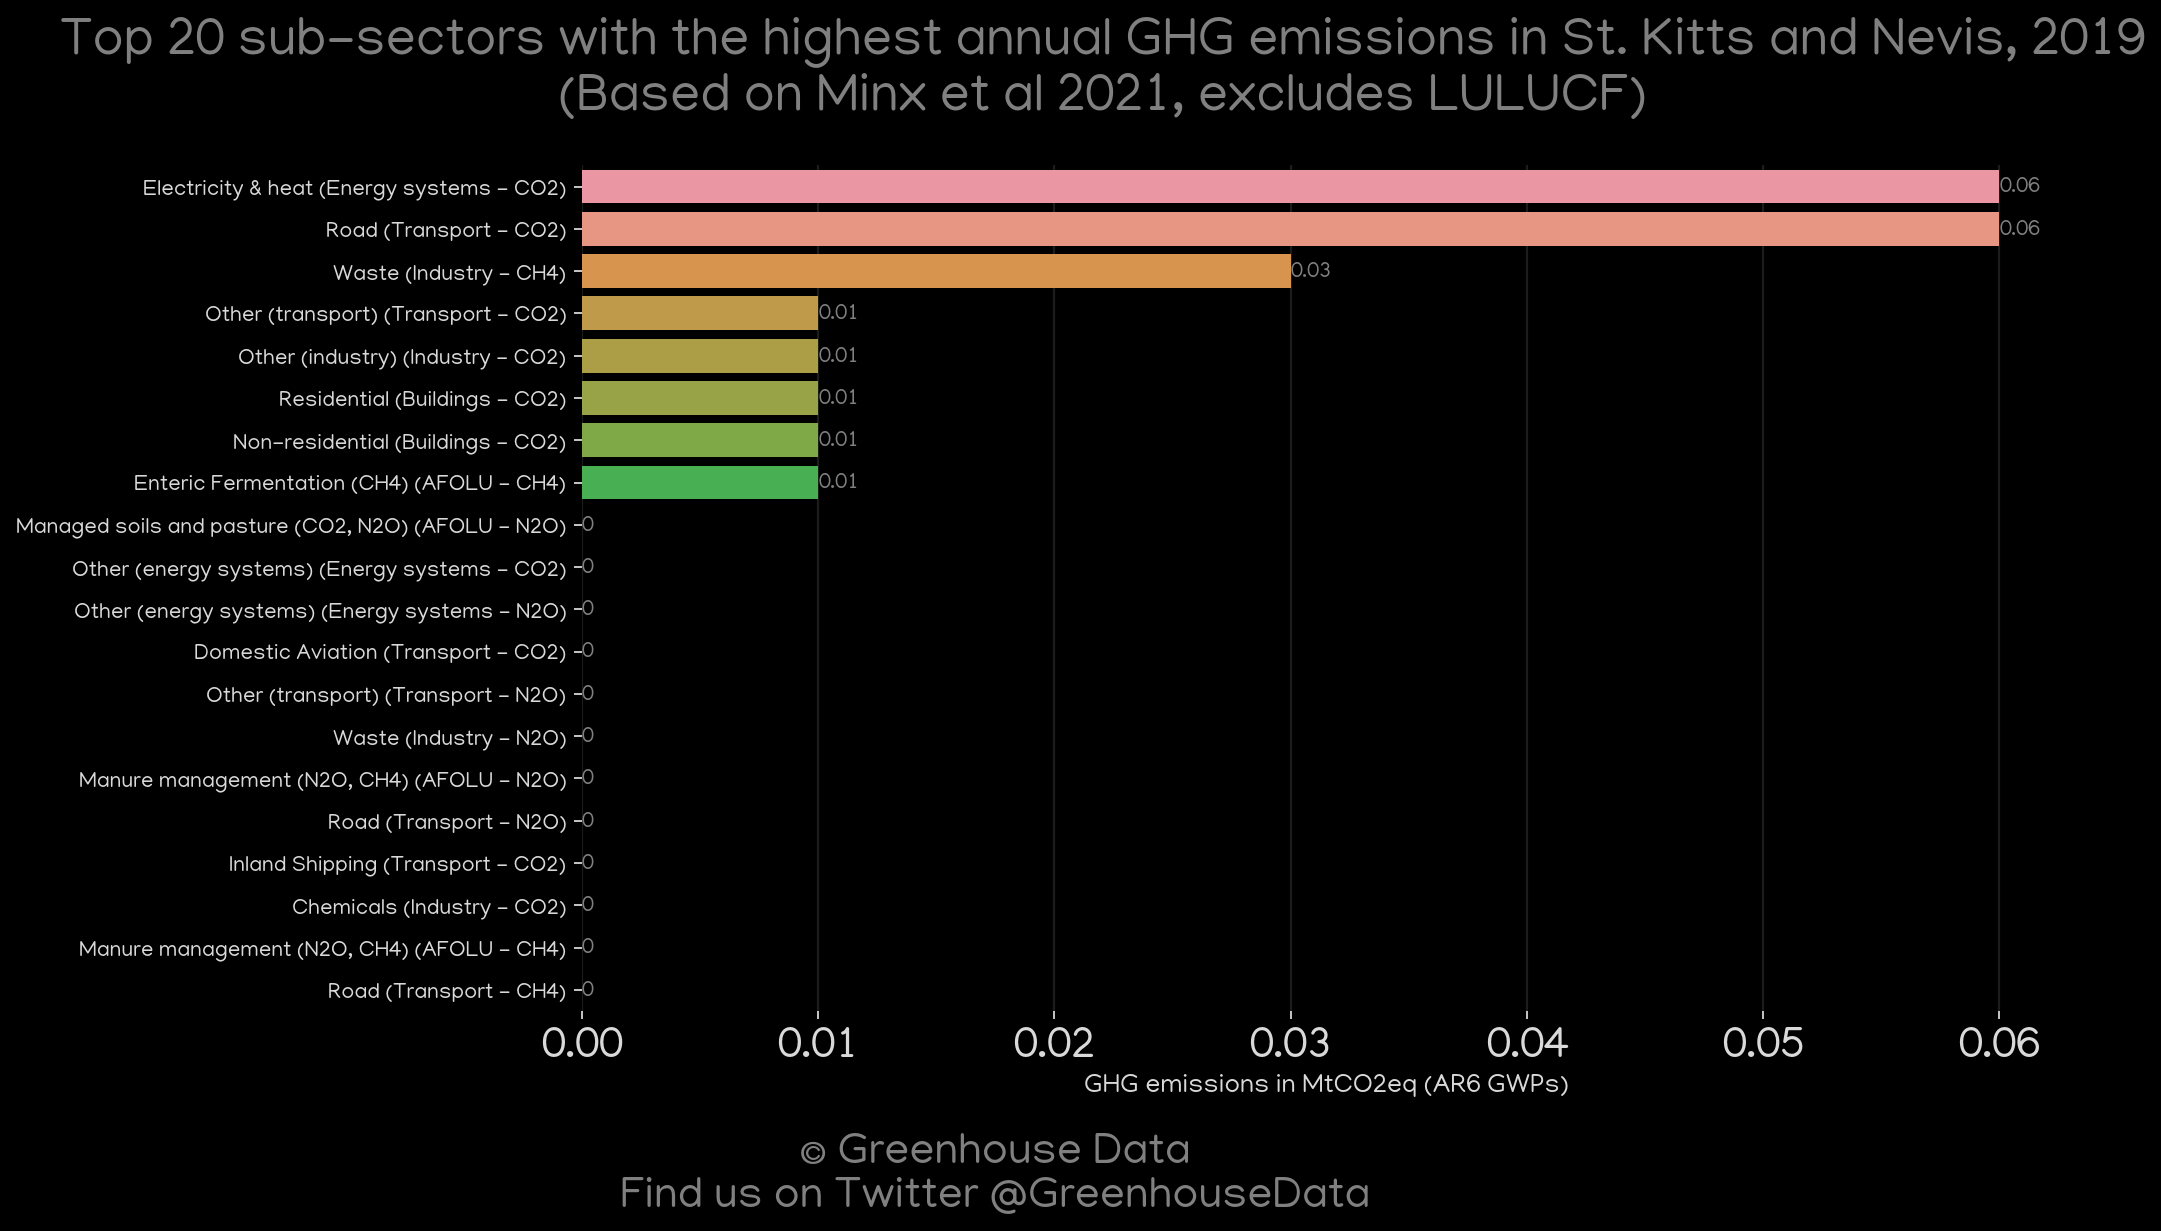 Top 20 sub-sectors with the highest annual GHG emissions in St. Kitts and Nevis, 2019
(Based on Minx et al 2021, excludes LULUCF)
Electricity & heat (Energy systems - CO2) 0.06
Road (Transport - CO2) 0.06
Waste (Industry - CH4) 0.03
Other (transport) (Transport - CO2) 0.01
Other (industry) (Industry - CO2) 0.01
Residential (Buildings - CO2) 0.01
Non-residential (Buildings - CO2) 0.01
Enteric Fermentation (CH4) (AFOLU - CH4) 0.01
Managed soils and pasture (CO2, N2O) (AFOLU - N2O) 0
Other (energy systems) (Energy systems - CO2) 0
Other (energy systems) (Energy systems - N2O) 0
Domestic Aviation (Transport - CO2) 0
Other (transport) (Transport - N2O) 0
Waste (Industry - N2O) 0
Manure management (N2O, CH4) (AFOLU - N2O) 0
Road (Transport - N2O) 0
Inland Shipping (Transport - CO2) 0
Chemicals (Industry - CO2) 0
Manure management (N2O, CH4) (AFOLU - CH4) 0
Road (Transport - CH4) 0
0.00 0.01 0.02 0.03 0.04 0.05 0.06
GHG emissions in MtCO2eq (AR6 GWPs)
© Greenhouse Data
Find us on Twitter @GreenhouseData